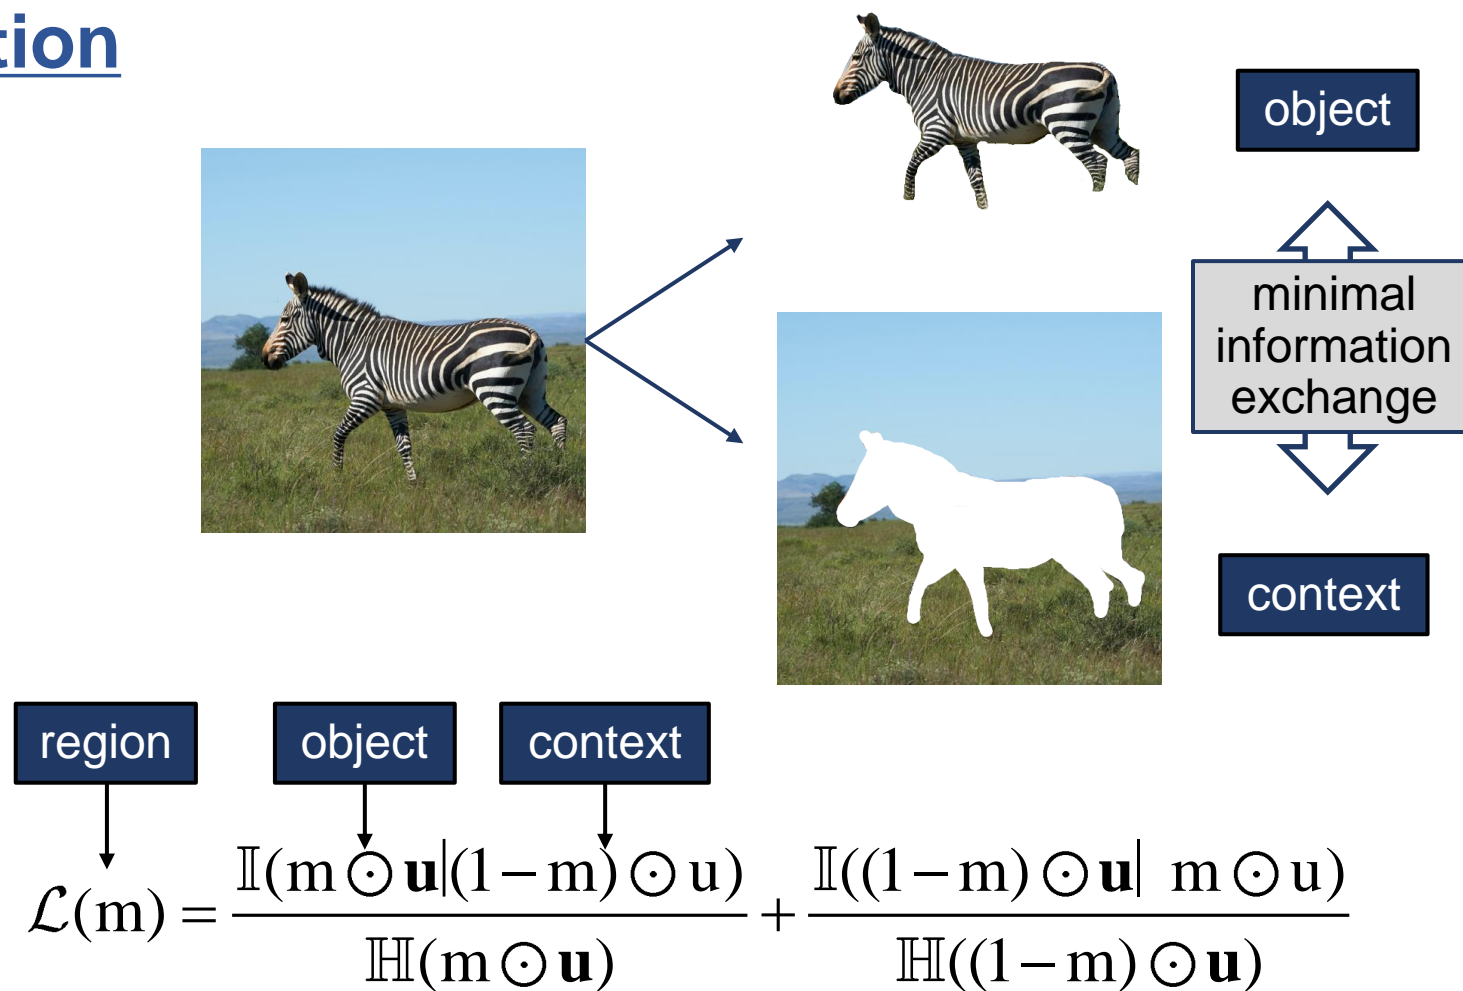 tion
object
minimal
information
exchange
context
region
object
context
ℒ(m) = 𝕀(m ⊙ 𝐮|(1−m) ⊙ u) / ℍ(m ⊙ 𝐮) + 𝕀((1−m) ⊙ 𝐮| m ⊙ u) / ℍ((1−m) ⊙ 𝐮)